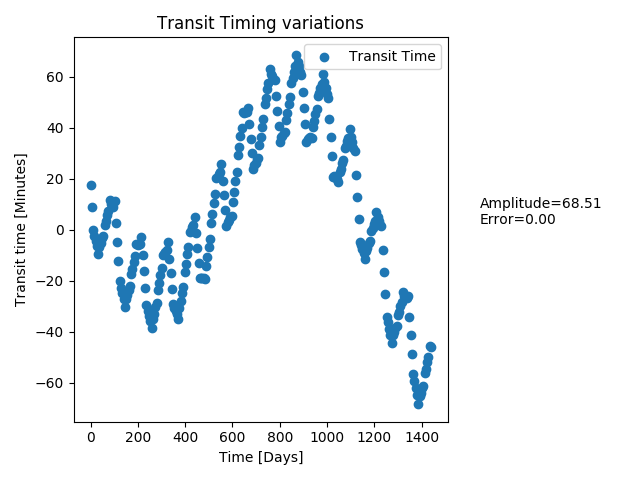 Transit Timing variations
Transit Time
Transit time [Minutes]
60
40
20
0
−20
−40
−60
Amplitude=68.51
Error=0.00
0 200 400 600 800 1000 1200 1400
Time [Days]